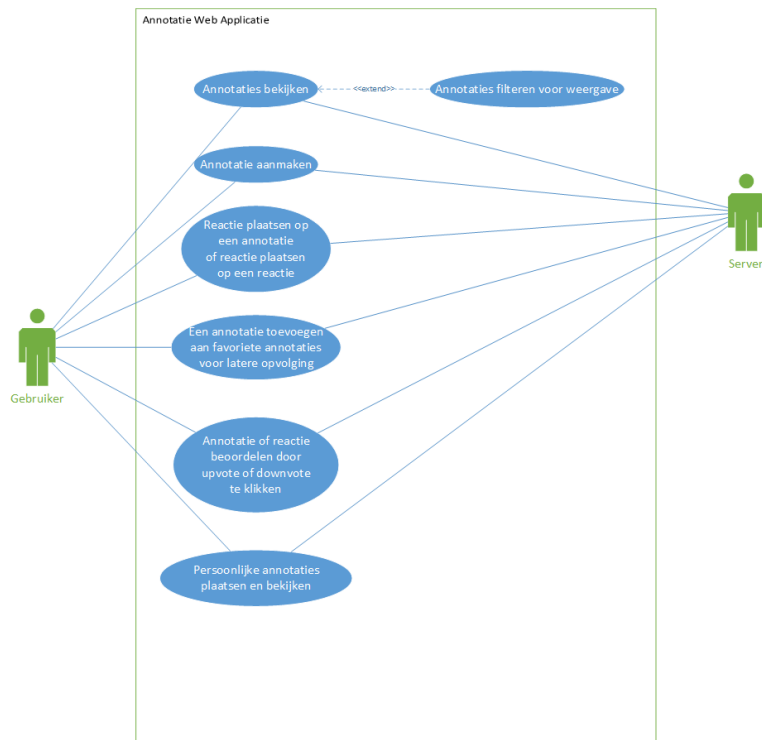 Annotatie Web Applicatie
Annotaties bekijken
<<extend>>
Annotaties filteren voor weergave
Annotatie aanmaken
Reactie plaatsen op
een annotatie
of reactie plaatsen
op een reactie
Server
Een annotatie toevoegen
aan favoriete annotaties
voor latere opvolging
Gebruiker
Annotatie of reactie
beoordelen door
upvote of downvote
te klikken
Persoonlijke annotaties
plaatsen en bekijken